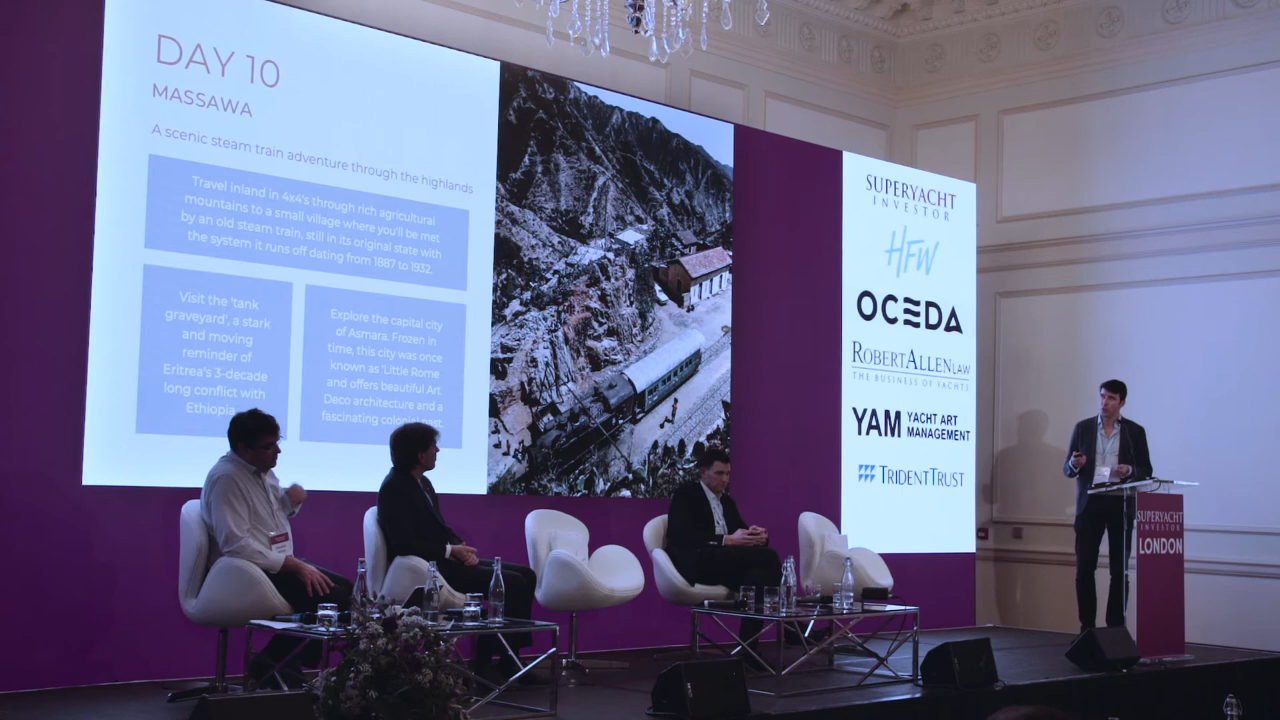 DAY 10
MASSAWA
A scenic steam train adventure through the highlands
Travel inland in 4x4's through rich agricultural
mountains to a small village where you'll be met
by an old steam train, still in its original state with
the system it runs off dating from 1887 to 1932.
Visit the 'tank
graveyard', a stark
and moving
reminder of
Eritrea's 3-decade
long conflict with
Ethiopia
Explore the capital city
of Asmara. Frozen in
time, this city was once
known as 'Little Rome
and offers beautiful Art
Deco architecture and a
fascinating colonial past.
SUPERYACHT
INVESTOR
HFW
OCEDA
ROBERTALLENLAW
THE BUSINESS OF YACHTS
YAM YACHT ART
MANAGEMENT
TRIDENTTRUST
SUPERYACHT
INVESTOR
LONDON